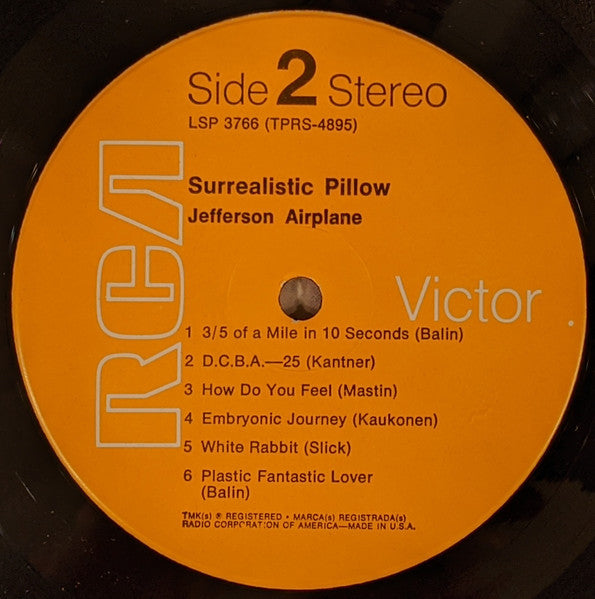 Side 2 Stereo
LSP 3766 (TPRS-4895)
Surrealistic Pillow
Jefferson Airplane
RCA
Victor
1 3/5 of a Mile in 10 Seconds (Balin)
2 D.C.B.A.—25 (Kantner)
3 How Do You Feel (Mastin)
4 Embryonic Journey (Kaukonen)
5 White Rabbit (Slick)
6 Plastic Fantastic Lover
(Balin)
TMK(s) ® REGISTERED • MARCA(s) REGISTRADA(s)
RADIO CORPORATION OF AMERICA—MADE IN U.S.A.